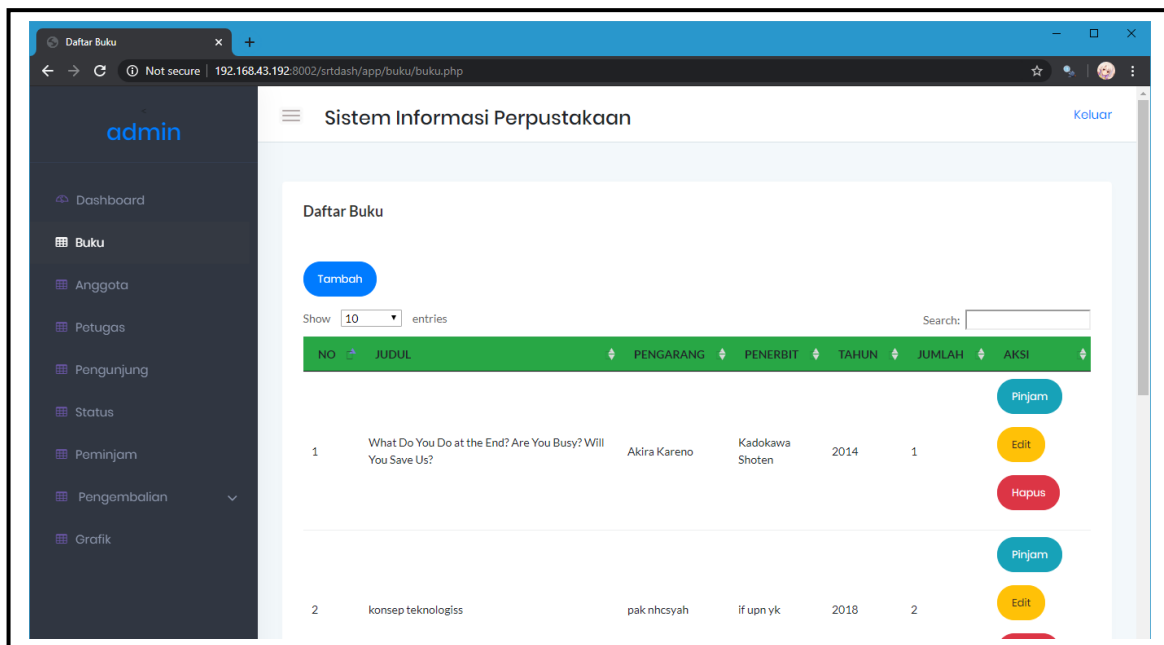 Daftar Buku
Not secure | 192.168.43.192:8002/srtdash/app/buku/buku.php
admin
Sistem Informasi Perpustakaan
Keluar
Dashboard
Buku
Anggota
Petugas
Pengunjung
Status
Peminjam
Pengembalian
Grafik
Daftar Buku
Tambah
Show 10 entries
Search:
NO JUDUL PENGARANG PENERBIT TAHUN JUMLAH AKSI
1 What Do You Do at the End? Are You Busy? Will You Save Us? Akira Kareno Kadokawa Shoten 2014 1
Pinjam
Edit
Hapus
2 konsep teknologiss pak nhcsyah if upn yk 2018 2
Pinjam
Edit